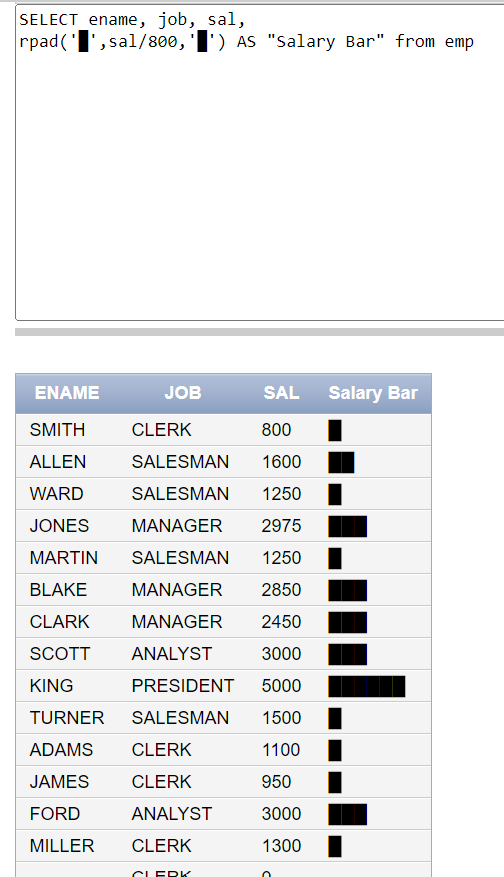 SELECT ename, job, sal,
rpad('█',sal/800,'█') AS "Salary Bar" from emp
ENAME JOB SAL Salary Bar
SMITH CLERK 800 █
ALLEN SALESMAN 1600 ██
WARD SALESMAN 1250 █
JONES MANAGER 2975 ███
MARTIN SALESMAN 1250 █
BLAKE MANAGER 2850 ███
CLARK MANAGER 2450 ███
SCOTT ANALYST 3000 ███
KING PRESIDENT 5000 ██████
TURNER SALESMAN 1500 █
ADAMS CLERK 1100 █
JAMES CLERK 950 █
FORD ANALYST 3000 ███
MILLER CLERK 1300 █
CLERK 0